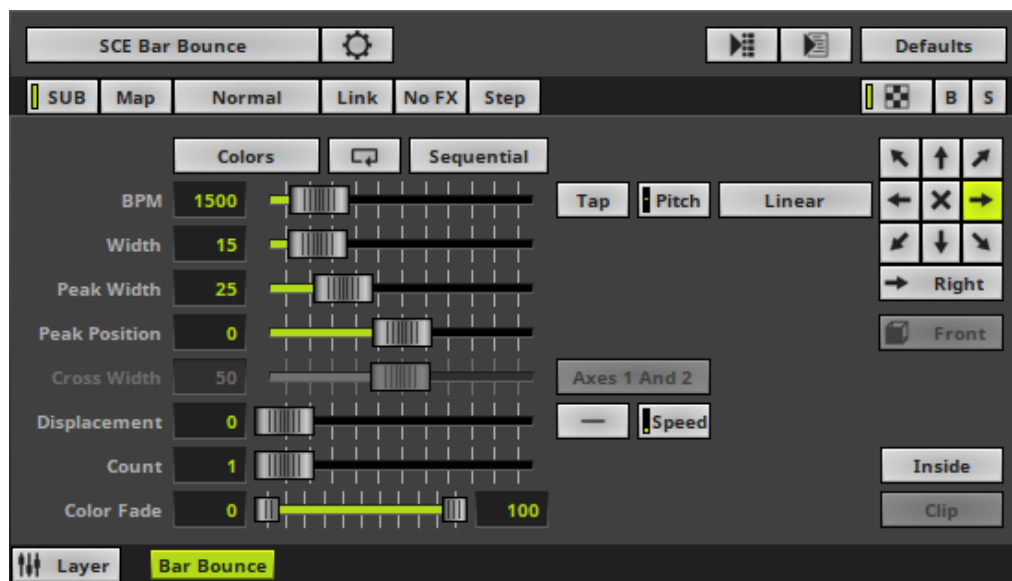 SCE Bar Bounce Defaults
SUB Map Normal Link No FX Step B S
Colors Sequential
BPM 1500 Tap Pitch Linear
Width 15
Peak Width 25 Right
Peak Position 0 Front
Cross Width 50 Axes 1 And 2
Displacement 0 Speed
Count 1 Inside
Color Fade 0 100 Clip
Layer Bar Bounce